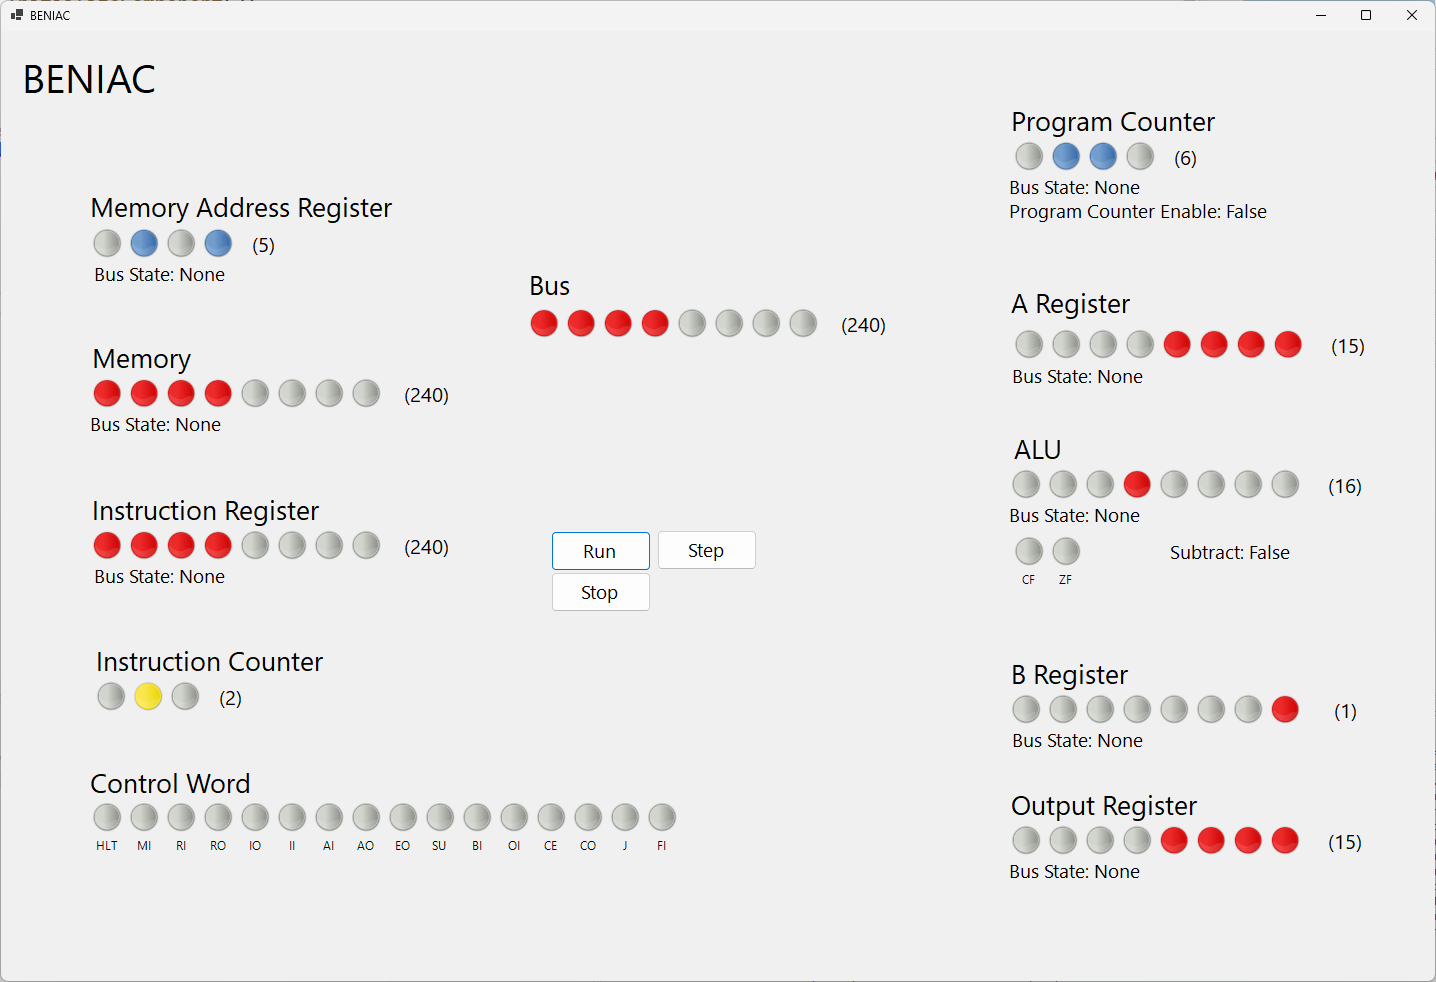 BENIAC
BENIAC
Program Counter
(6)
Bus State: None
Program Counter Enable: False
Memory Address Register
(5)
Bus State: None
Bus
(240)
A Register
(15)
Bus State: None
Memory
(240)
Bus State: None
ALU
(16)
Bus State: None
CF ZF
Subtract: False
Instruction Register
(240)
Bus State: None
Run Step
Stop
Instruction Counter
(2)
B Register
(1)
Bus State: None
Control Word
HLT MI RI RO IO II AI AO EO SU BI OI CE CO J FI
Output Register
(15)
Bus State: None